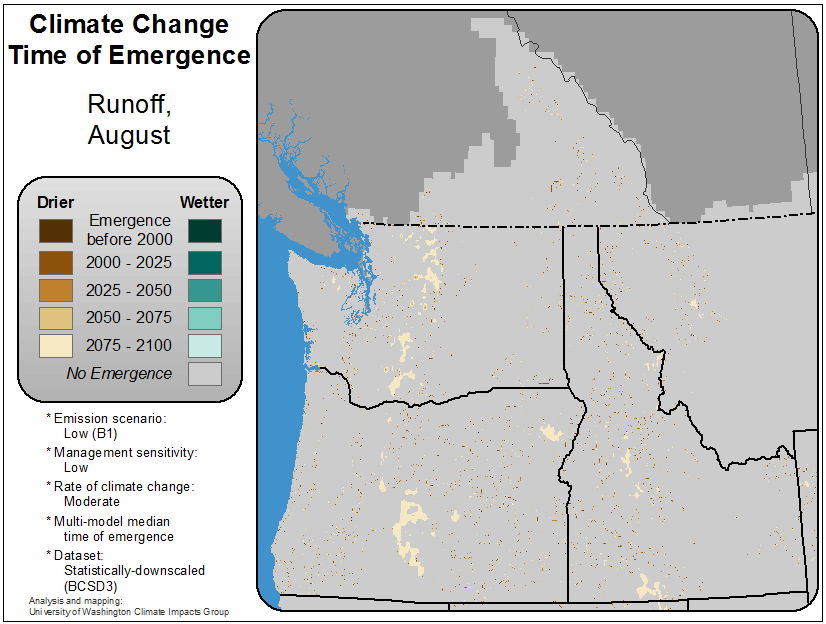 Climate Change
Time of Emergence
Runoff,
August
Drier
Wetter
Emergence
before 2000
2000 - 2025
2025 - 2050
2050 - 2075
2075 - 2100
No Emergence
* Emission scenario:
Low (B1)
* Management sensitivity:
Low
* Rate of climate change:
Moderate
* Multi-model median
time of emergence
* Dataset:
Statistically-downscaled
(BCSD3)
Analysis and mapping:
University of Washington Climate Impacts Group